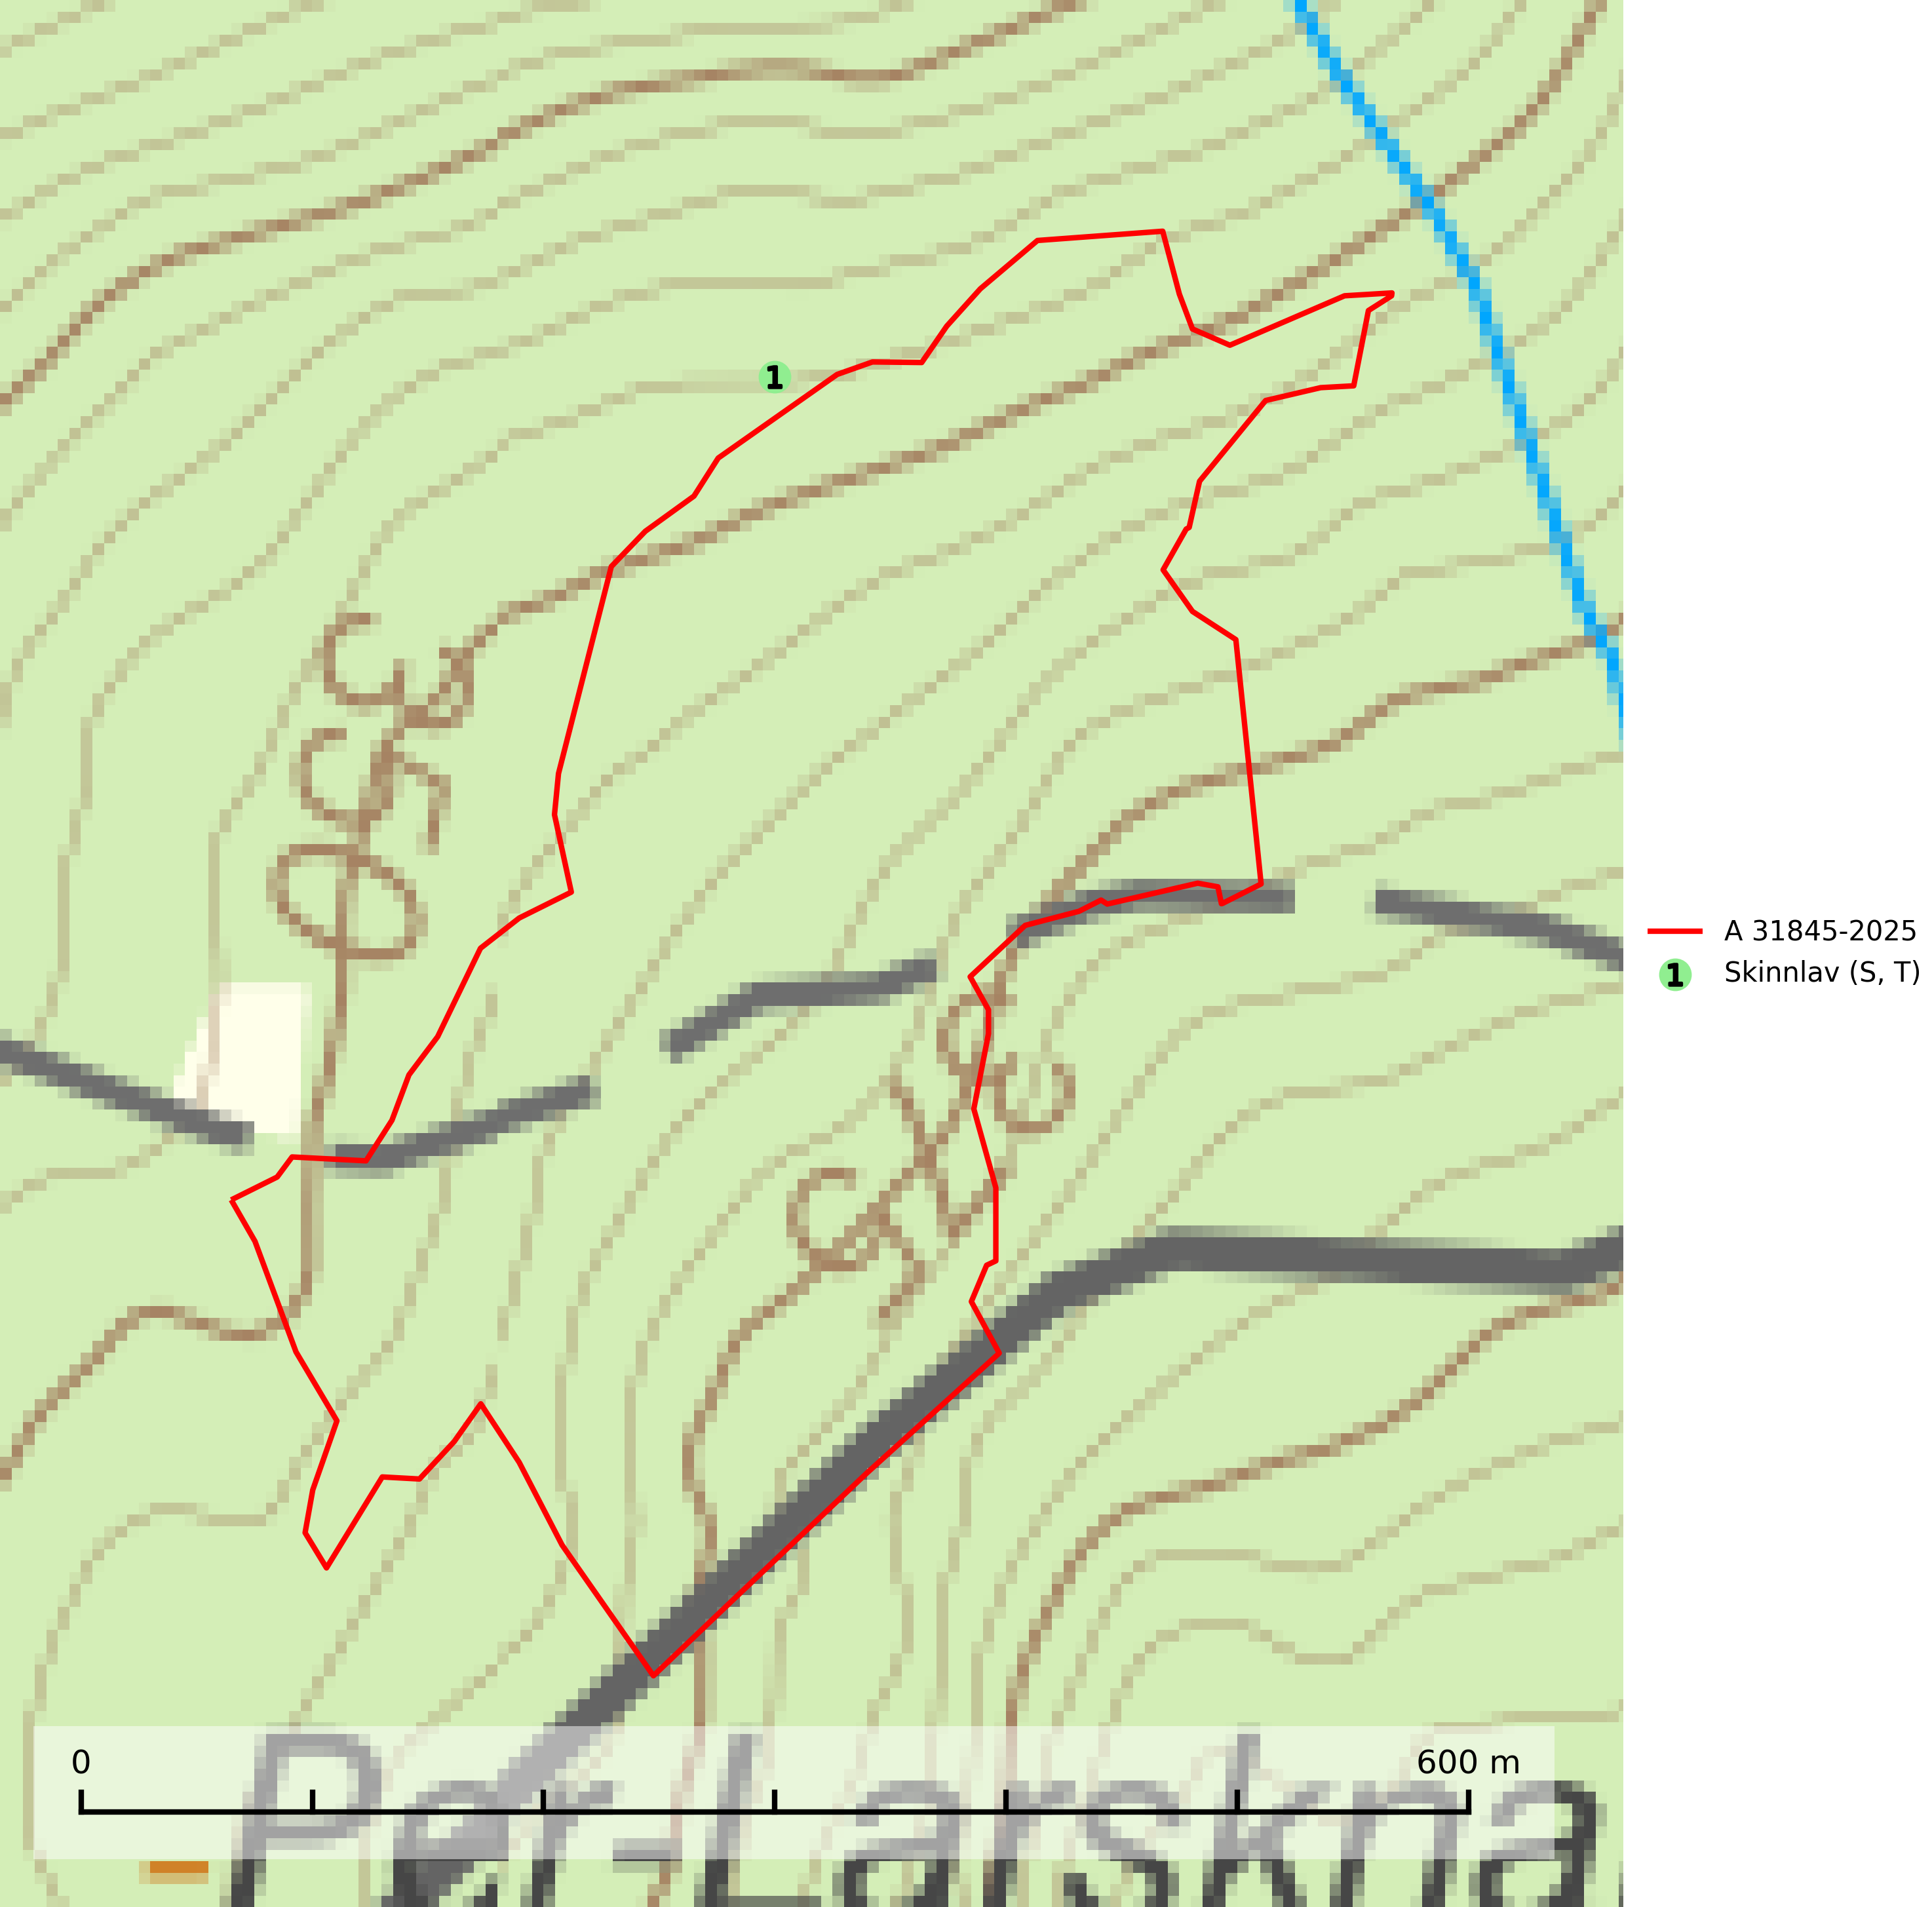 1
A 31845-2025
1 Skinnlav (S, T)
0 600 m
Per-Larskna